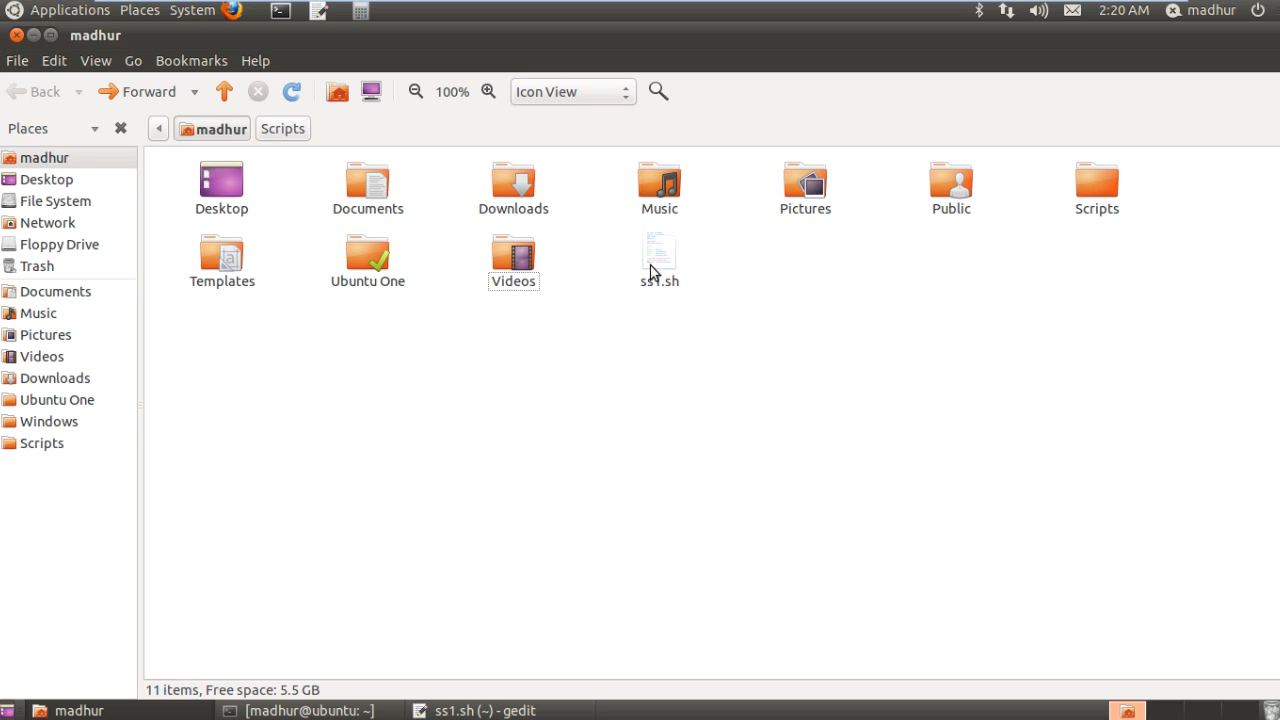 Applications Places System 2:20 AM madhur
madhur
File Edit View Go Bookmarks Help
Back Forward 100% Icon View
Places madhur Scripts
madhur
Desktop
File System
Network
Floppy Drive
Trash
Documents
Music
Pictures
Videos
Downloads
Ubuntu One
Windows
Scripts
Desktop Documents Downloads Music Pictures Public Scripts
Templates Ubuntu One Videos ss1.sh
11 items, Free space: 5.5 GB
madhur [madhur@ubuntu: ~] ss1.sh (~) - gedit